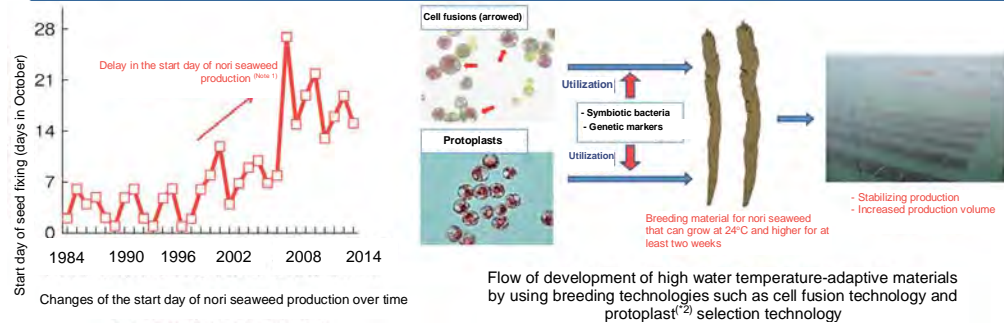 Start day of seed fixing (days in October)
28
21
14
7
0
1984
1990
1996
2002
2008
2014
Delay in the start day of nori seaweed
production (Note 1)
Changes of the start day of nori seaweed production over time
Cell fusions (arrowed)
Protoplasts
Utilization
- Symbiotic bacteria
- Genetic markers
Utilization
Breeding material for nori seaweed
that can grow at 24°C and higher for at
least two weeks
- Stabilizing production
- Increased production volume
Flow of development of high water temperature-adaptive materials
by using breeding technologies such as cell fusion technology and
protoplast(*2) selection technology